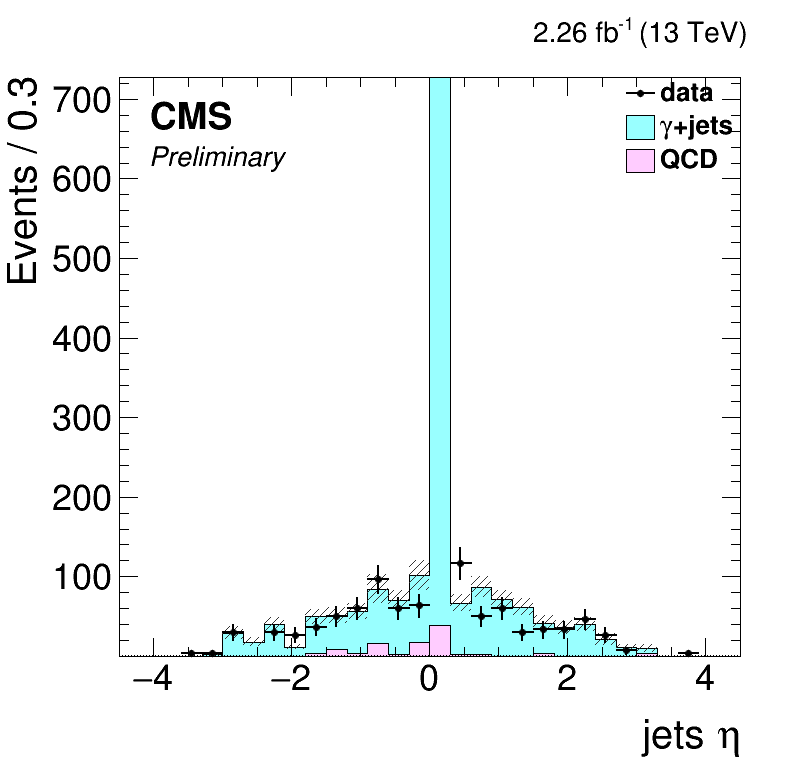 2.26 fb⁻¹ (13 TeV)
Events / 0.3
700
600
500
400
300
200
100
CMS
Preliminary
data
γ+jets
QCD
−4 −2 0 2 4
jets η